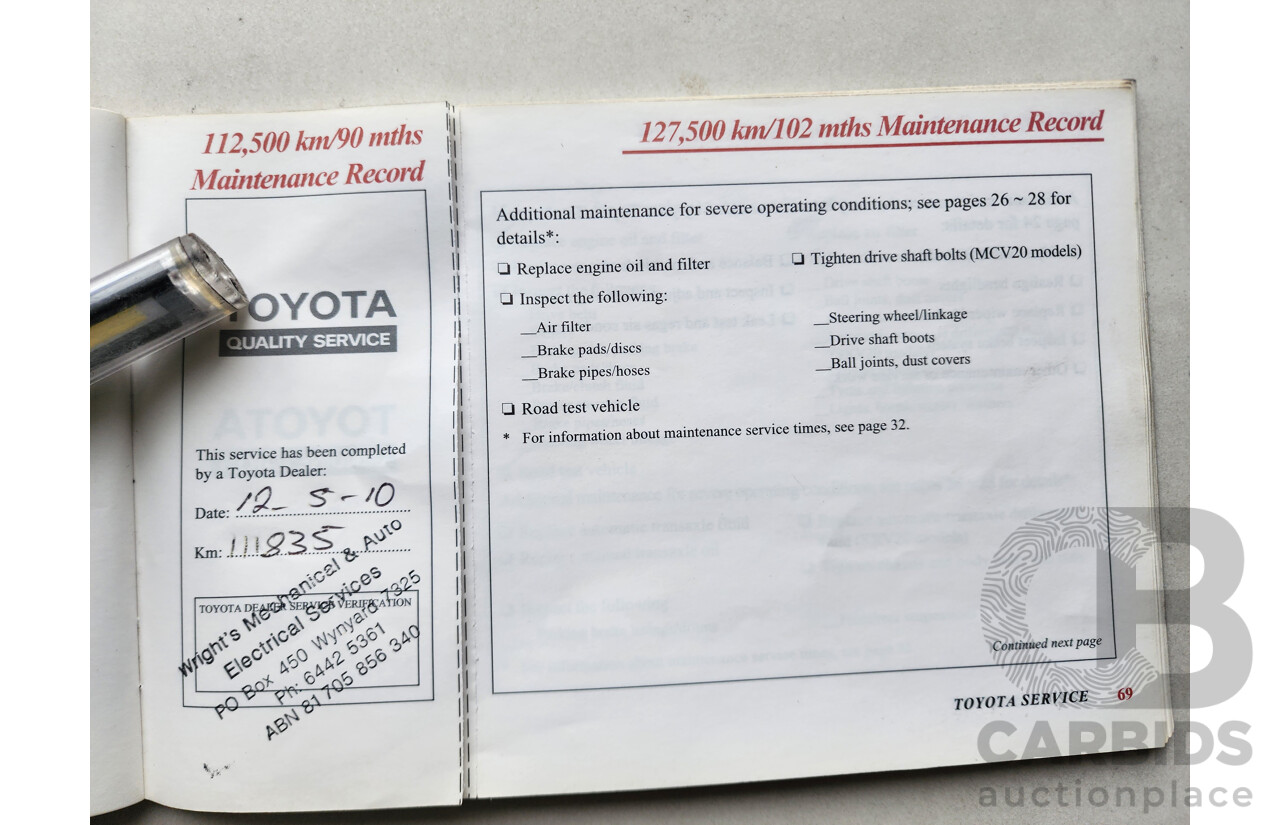 112,500 km/90 mths
Maintenance Record
TOYOTA
QUALITY SERVICE
This service has been completed
by a Toyota Dealer:
Date: 12-5-10
Km: 111835
TOYOTA DEALER SERVICE VERIFICATION
Wright's Mechanical & Auto
Electrical Services
PO Box 450 Wynyard 7325
Ph: 6442 5361
ABN 81 705 856 340
127,500 km/102 mths Maintenance Record
Additional maintenance for severe operating conditions; see pages 26 ~ 28 for
details*:
❏ Replace engine oil and filter
❏ Inspect the following:
__Air filter
__Brake pads/discs
__Brake pipes/hoses
❏ Tighten drive shaft bolts (MCV20 models)
__Steering wheel/linkage
__Drive shaft boots
__Ball joints, dust covers
❏ Road test vehicle
* For information about maintenance service times, see page 32.
Continued next page
TOYOTA SERVICE 69
CB
CARBIDS
auctionplace